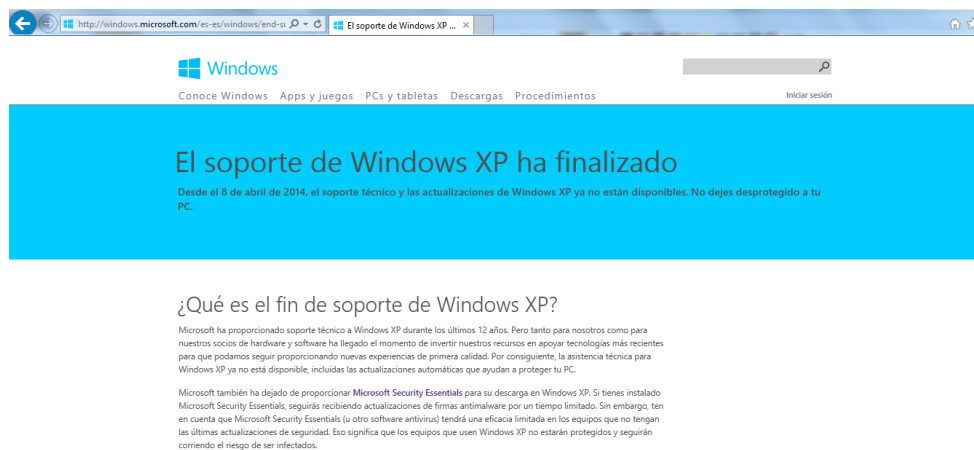 http://windows.microsoft.com/es-es/windows/end-su
El soporte de Windows XP ...
Windows
Conoce Windows Apps y juegos PCs y tabletas Descargas Procedimientos
Iniciar sesión
El soporte de Windows XP ha finalizado
Desde el 8 de abril de 2014, el soporte técnico y las actualizaciones de Windows XP ya no están disponibles. No dejes desprotegido a tu
PC.
¿Qué es el fin de soporte de Windows XP?
Microsoft ha proporcionado soporte técnico a Windows XP durante los últimos 12 años. Pero tanto para nosotros como para
nuestros socios de hardware y software ha llegado el momento de invertir nuestros recursos en apoyar tecnologías más recientes
para que podamos seguir proporcionando nuevas experiencias de primera calidad. Por consiguiente, la asistencia técnica para
Windows XP ya no está disponible, incluidas las actualizaciones automáticas que ayudan a proteger tu PC.
Microsoft también ha dejado de proporcionar Microsoft Security Essentials para su descarga en Windows XP. Si tienes instalado
Microsoft Security Essentials, seguirás recibiendo actualizaciones de firmas antimalware por un tiempo limitado. Sin embargo, ten
en cuenta que Microsoft Security Essentials (u otro software antivirus) tendrá una eficacia limitada en los equipos que no tengan
las últimas actualizaciones de seguridad. Eso significa que los equipos que usen Windows XP no estarán protegidos y seguirán
corriendo el riesgo de ser infectados.